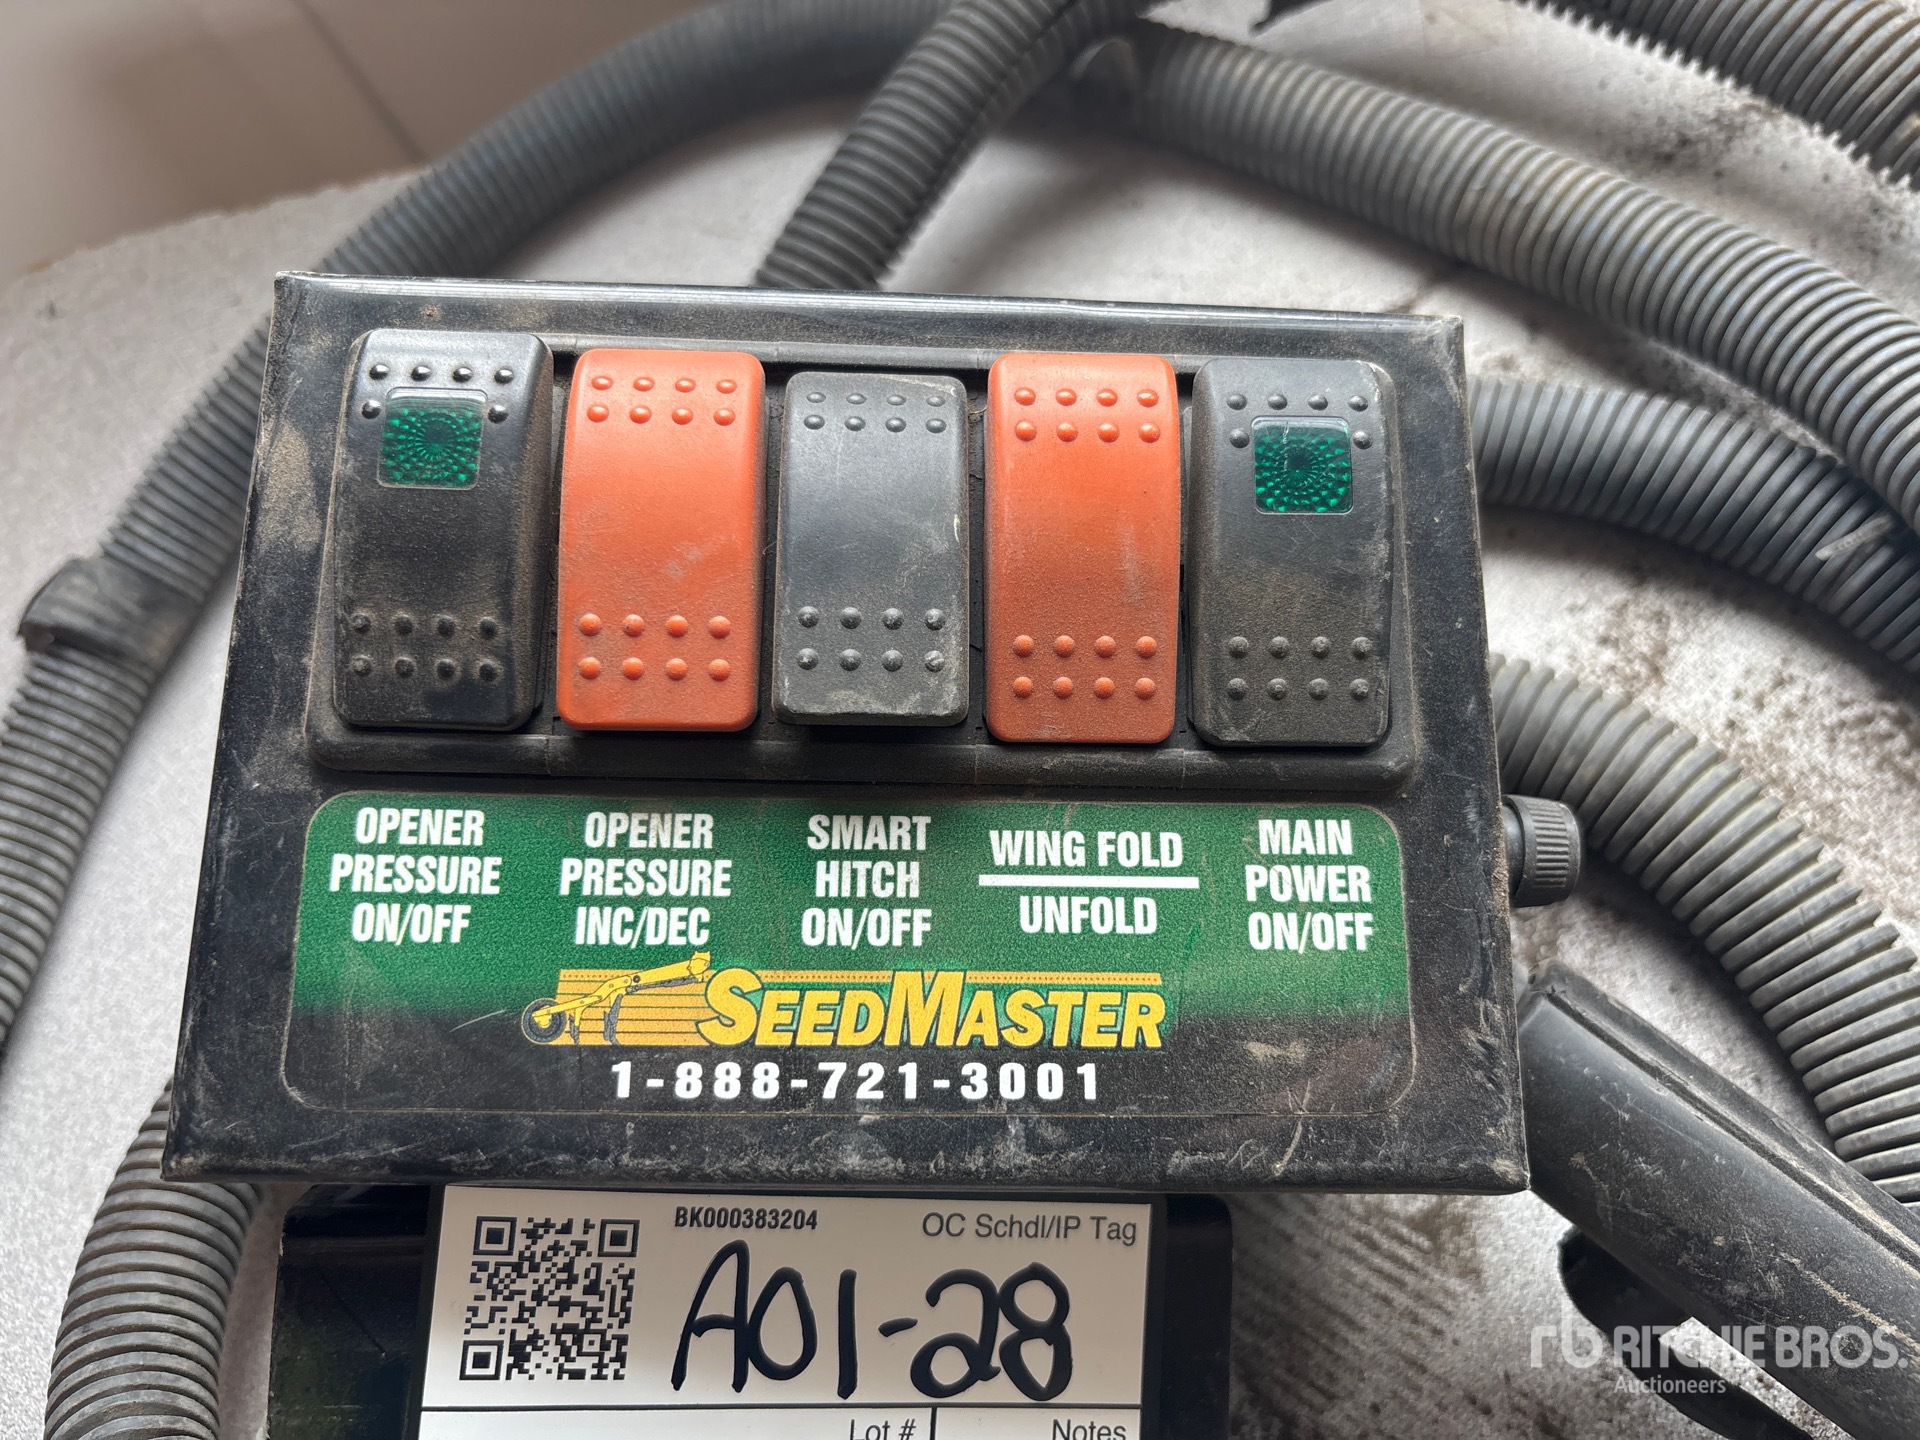 OPENER
PRESSURE
ON/OFF
OPENER
PRESSURE
INC/DEC
SMART
HITCH
ON/OFF
WING FOLD
UNFOLD
MAIN
POWER
ON/OFF
SEEDMASTER
1-888-721-3001
BK000383204
OC Schdl/IP Tag
A01-28
Lot #
Notes
rb RITCHIE BROS.
Auctioneers